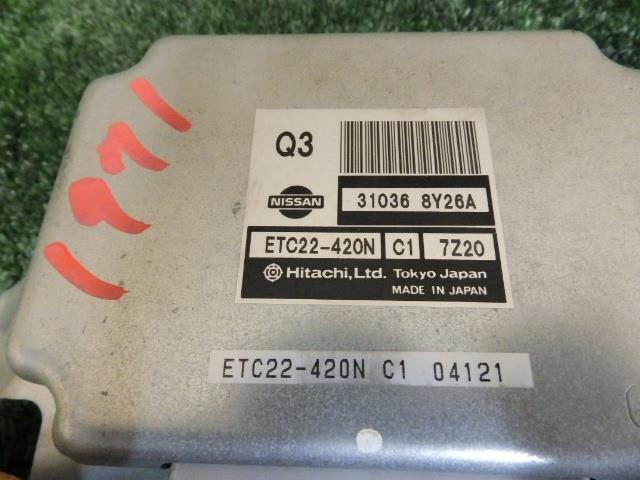 Q3
NISSAN
31036 8Y26A
ETC22-420N C1 7Z20
Hitachi, Ltd. Tokyo Japan
MADE IN JAPAN
ETC22-420N C1 04121